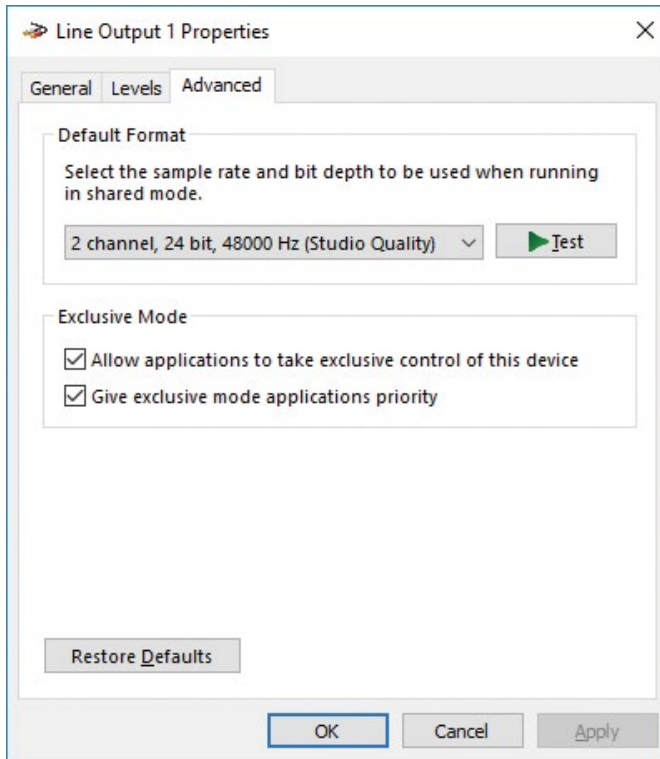 Line Output 1 Properties
General
Levels
Advanced
Default Format
Select the sample rate and bit depth to be used when running
in shared mode.
2 channel, 24 bit, 48000 Hz (Studio Quality)
Test
Exclusive Mode
Allow applications to take exclusive control of this device
Give exclusive mode applications priority
Restore Defaults
OK
Cancel
Apply